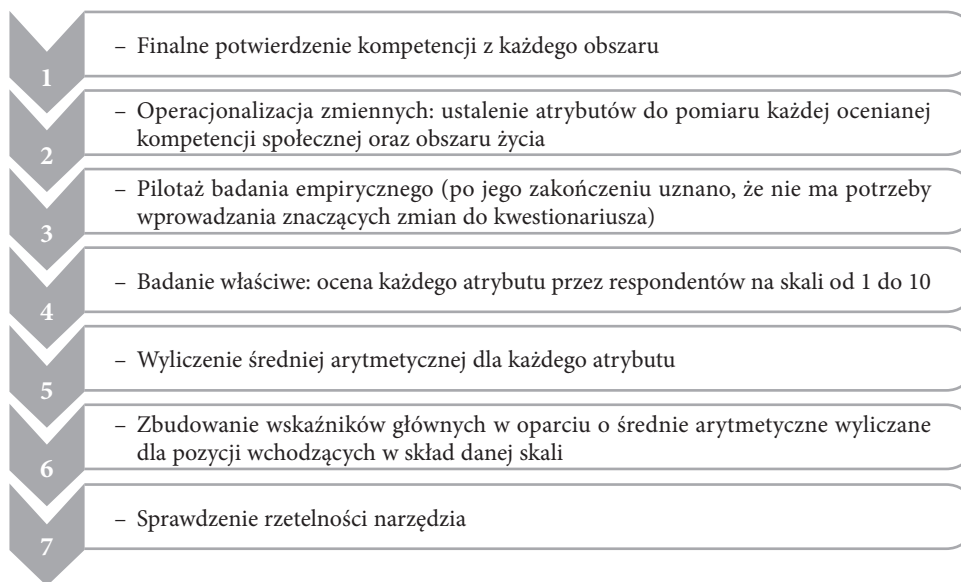 1
– Finalne potwierdzenie kompetencji z każdego obszaru
2
– Operacjonalizacja zmiennych: ustalenie atrybutów do pomiaru każdej ocenianej
kompetencji społecznej oraz obszaru życia
3
– Pilotaż badania empirycznego (po jego zakończeniu uznano, że nie ma potrzeby
wprowadzania znaczących zmian do kwestionariusza)
4
– Badanie właściwe: ocena każdego atrybutu przez respondentów na skali od 1 do 10
5
– Wyliczenie średniej arytmetycznej dla każdego atrybutu
6
– Zbudowanie wskaźników głównych w oparciu o średnie arytmetyczne wyliczane
dla pozycji wchodzących w skład danej skali
7
– Sprawdzenie rzetelności narzędzia